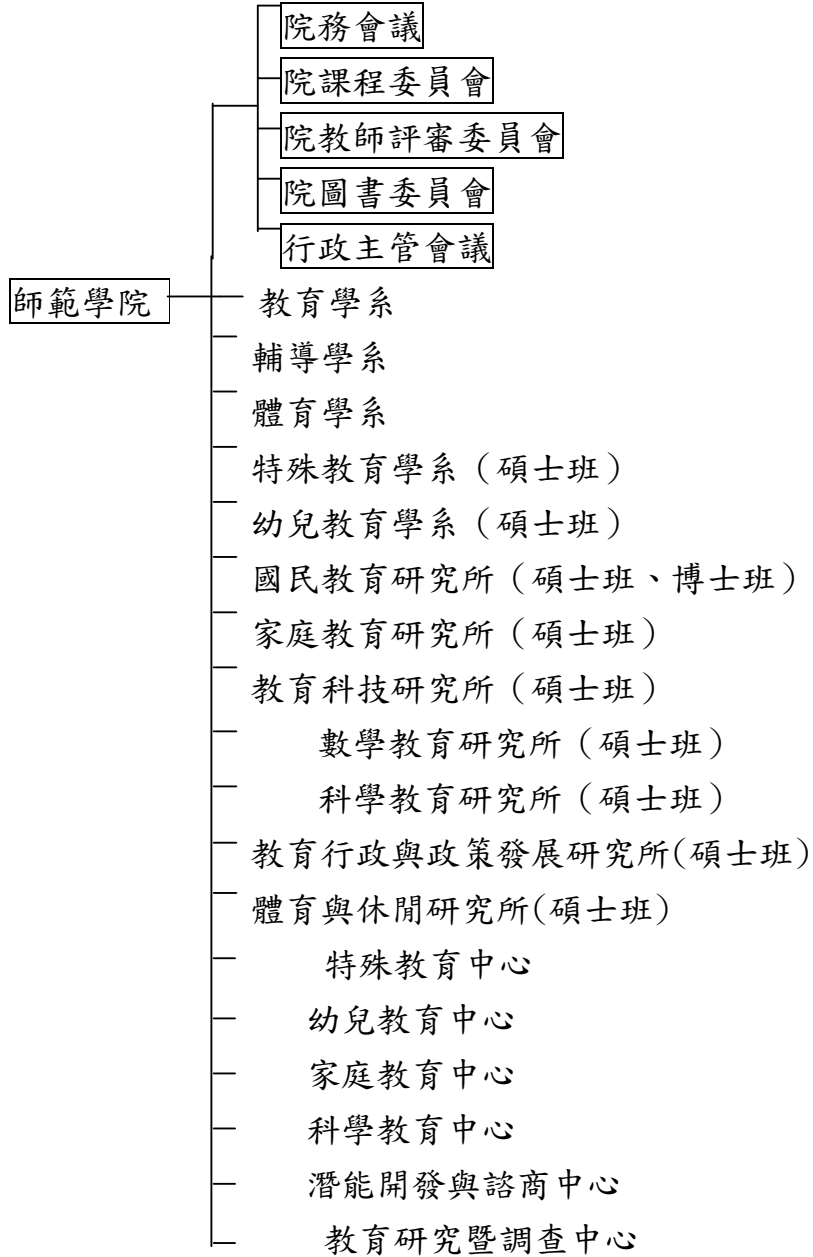 院務會議
院課程委員會
院教師評審委員會
院圖書委員會
行政主管會議
師範學院
教育學系
輔導學系
體育學系
特殊教育學系（碩士班）
幼兒教育學系（碩士班）
國民教育研究所（碩士班、博士班）
家庭教育研究所（碩士班）
教育科技研究所（碩士班）
數學教育研究所（碩士班）
科學教育研究所（碩士班）
教育行政與政策發展研究所(碩士班)
體育與休閒研究所(碩士班)
特殊教育中心
幼兒教育中心
家庭教育中心
科學教育中心
潛能開發與諮商中心
教育研究暨調查中心